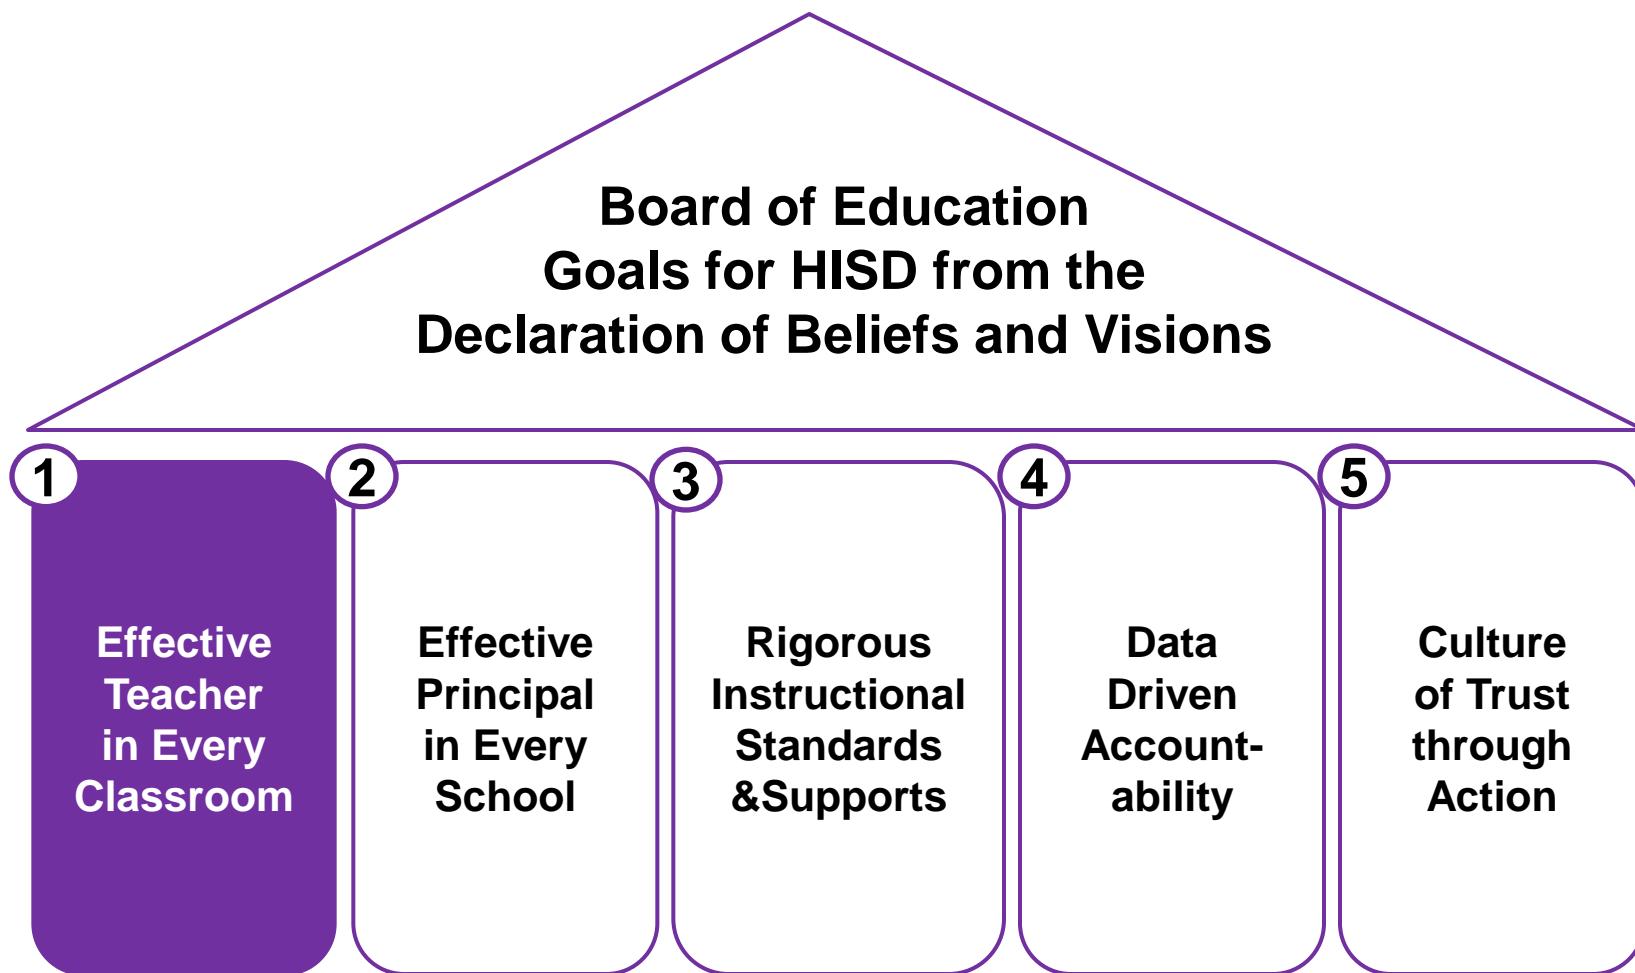 Board of Education
Goals for HISD from the
Declaration of Beliefs and Visions
1
Effective
Teacher
in Every
Classroom
2
Effective
Principal
in Every
School
3
Rigorous
Instructional
Standards
&Supports
4
Data
Driven
Account-
ability
5
Culture
of Trust
through
Action